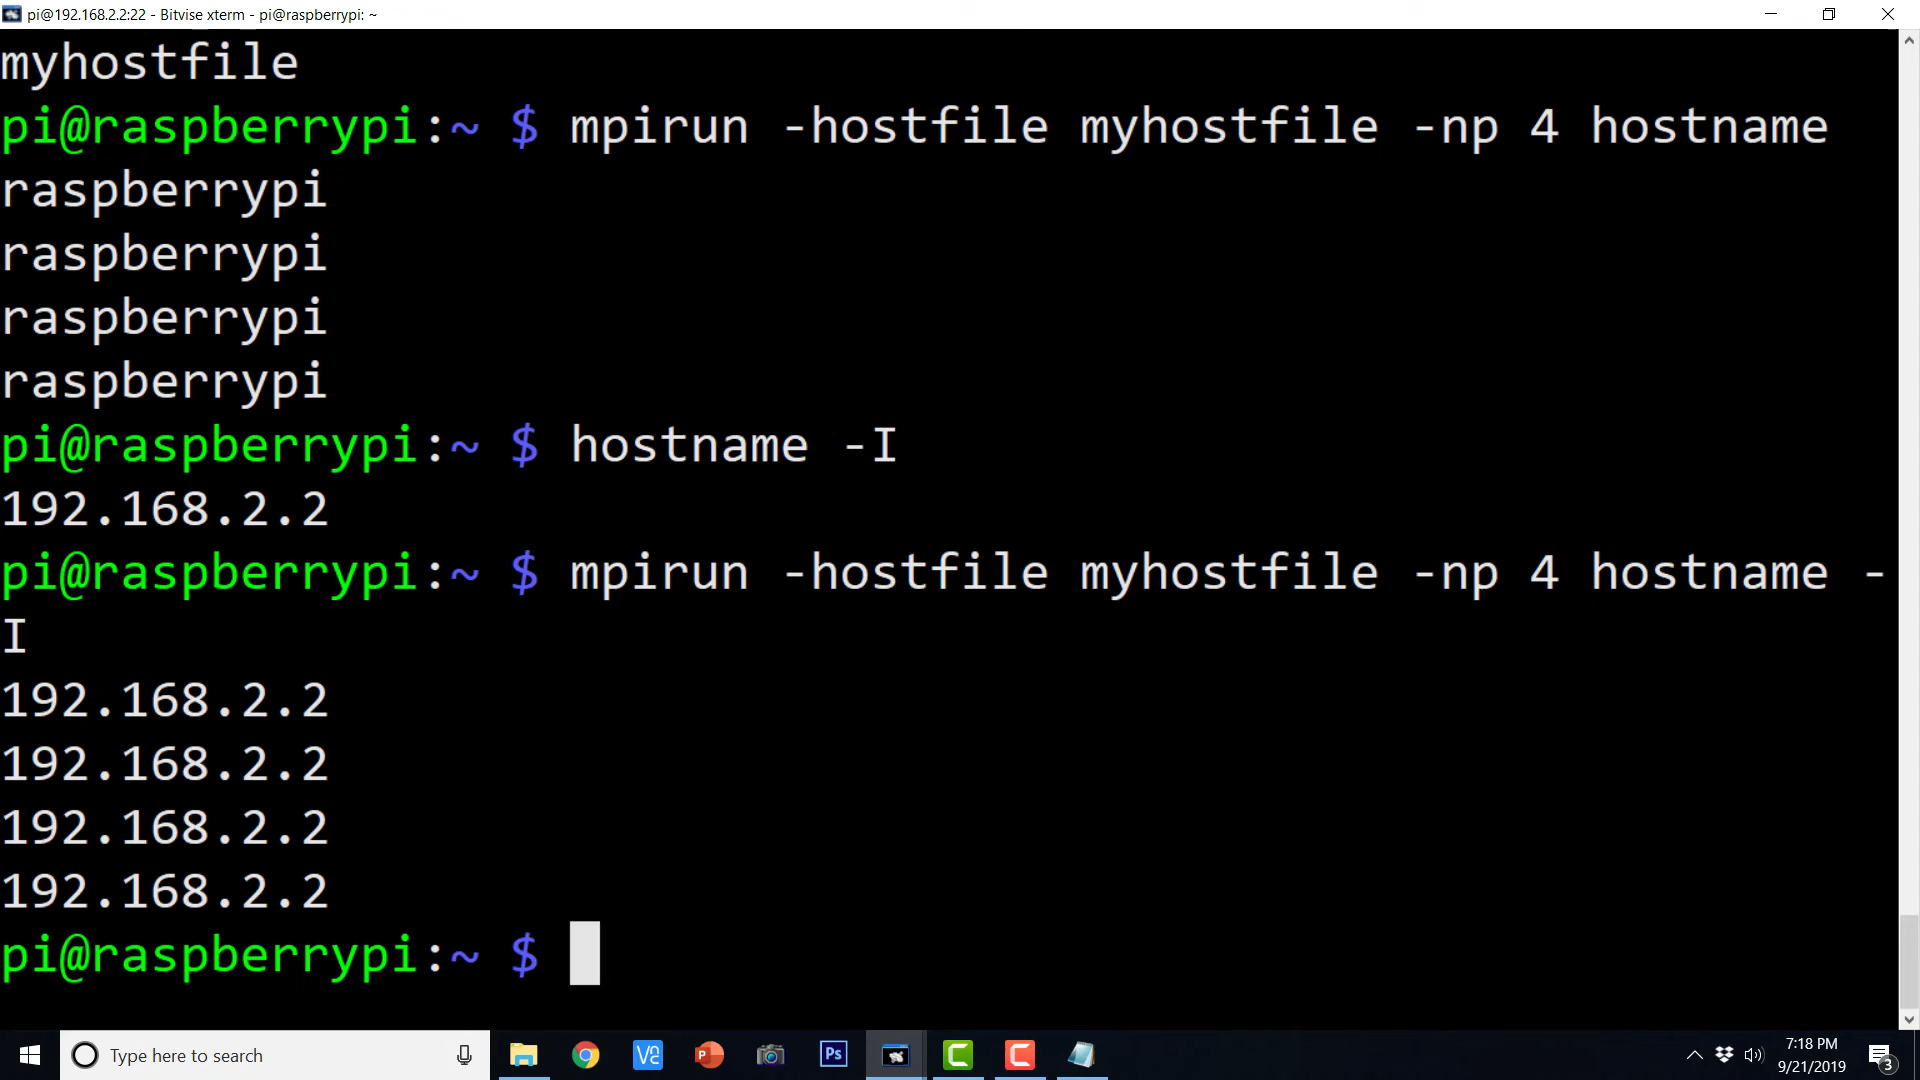 pi@192.168.2.2:22 - Bitvise xterm - pi@raspberrypi: ~
myhostfile
pi@raspberrypi:~ $ mpirun -hostfile myhostfile -np 4 hostname
raspberrypi
raspberrypi
raspberrypi
raspberrypi
pi@raspberrypi:~ $ hostname -I
192.168.2.2
pi@raspberrypi:~ $ mpirun -hostfile myhostfile -np 4 hostname -
I
192.168.2.2
192.168.2.2
192.168.2.2
192.168.2.2
pi@raspberrypi:~ $
Type here to search
V2
P
Ps
C
C
7:18 PM
9/21/2019
3